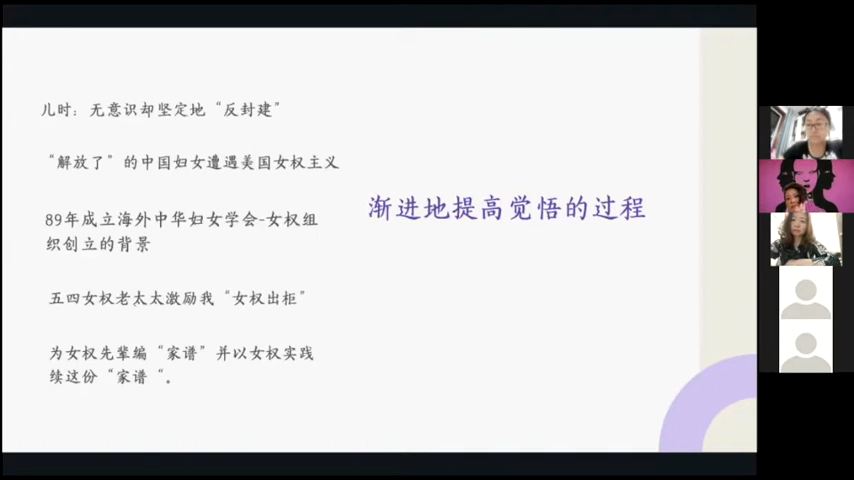 儿时：无意识却坚定地“反封建”
“解放了”的中国妇女遭遇美国女权主义
89年成立海外中华妇女学会-女权组
织创立的背景
五四女权老太太激励我“女权出柜”
为女权先辈编“家谱”并以女权实践
续这份“家谱“。
渐进地提高觉悟的过程